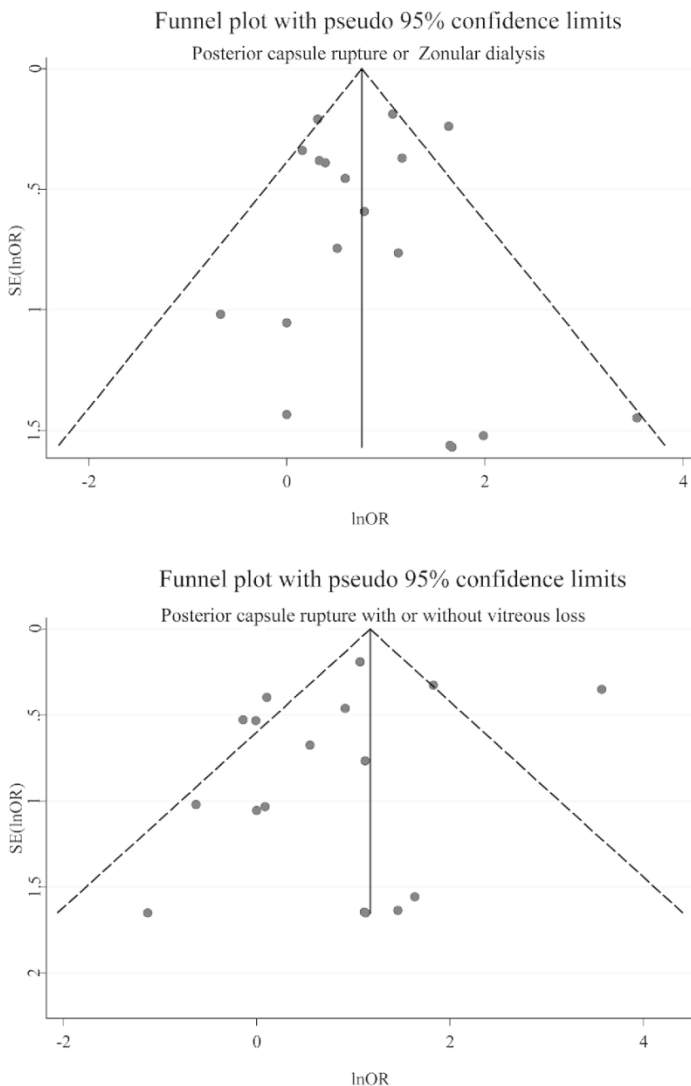 Funnel plot with pseudo 95% confidence limits
Posterior capsule rupture or Zonular dialysis
0
.5
1
1.5
SE(lnOR)
-2
0
2
4
lnOR
Funnel plot with pseudo 95% confidence limits
Posterior capsule rupture with or without vitreous loss
0
.5
1
1.5
2
SE(lnOR)
-2
0
2
4
lnOR